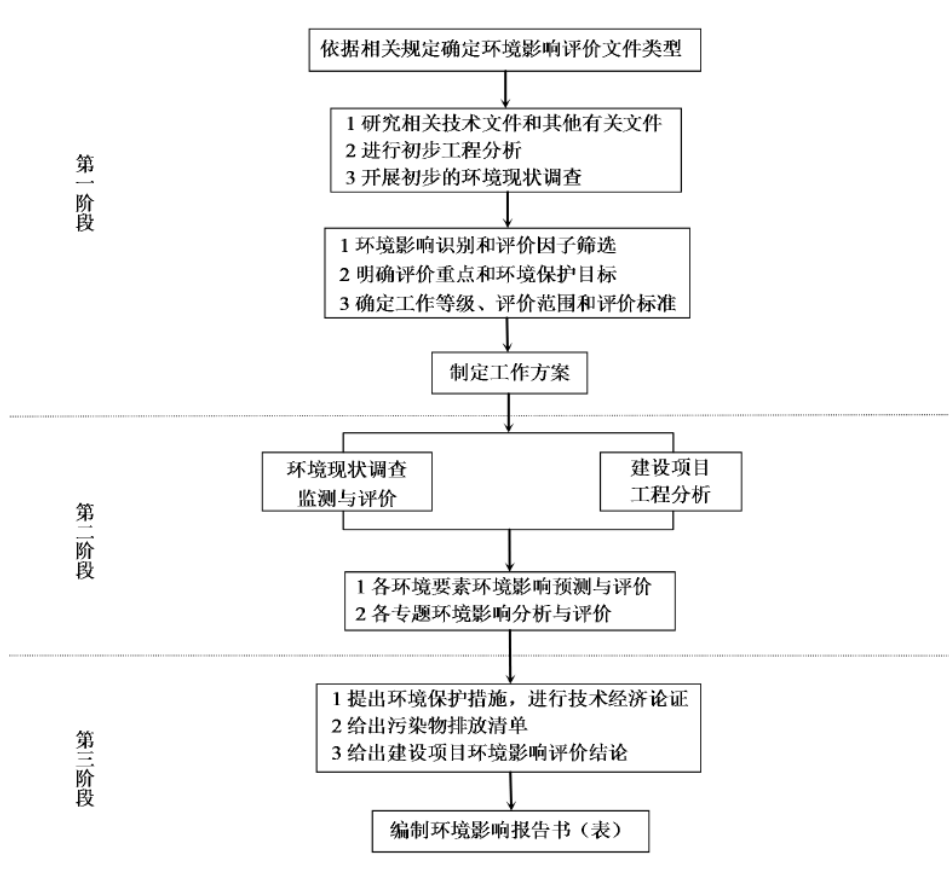 依据相关规定确定环境影响评价文件类型
1 研究相关技术文件和其他有关文件
2 进行初步工程分析
3 开展初步的环境现状调查
第一阶段
1 环境影响识别和评价因子筛选
2 明确评价重点和环境保护目标
3 确定工作等级、评价范围和评价标准
制定工作方案
环境现状调查
监测与评价
建设项目
工程分析
第二阶段
1 各环境要素环境影响预测与评价
2 各专题环境影响分析与评价
1 提出环境保护措施，进行技术经济论证
2 给出污染物排放清单
3 给出建设项目环境影响评价结论
第三阶段
编制环境影响报告书（表）